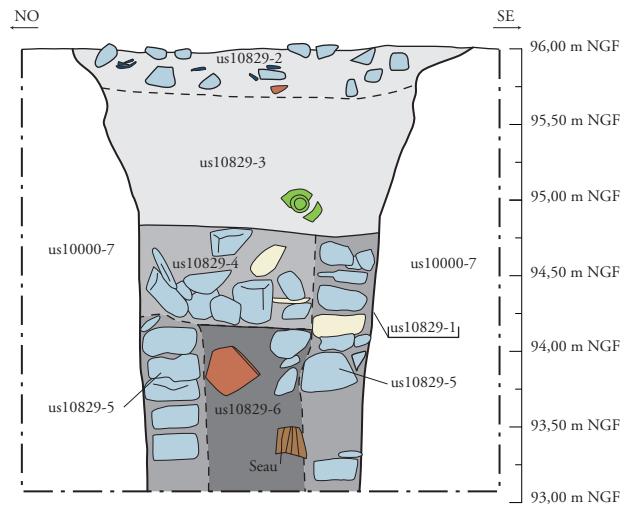 NO
SE
us10829-2
96,00 m NGF
95,50 m NGF
us10829-3
95,00 m NGF
us10000-7
us10829-4
us10000-7
94,50 m NGF
us10829-1
94,00 m NGF
us10829-5
us10829-5
us10829-6
93,50 m NGF
Seau
93,00 m NGF